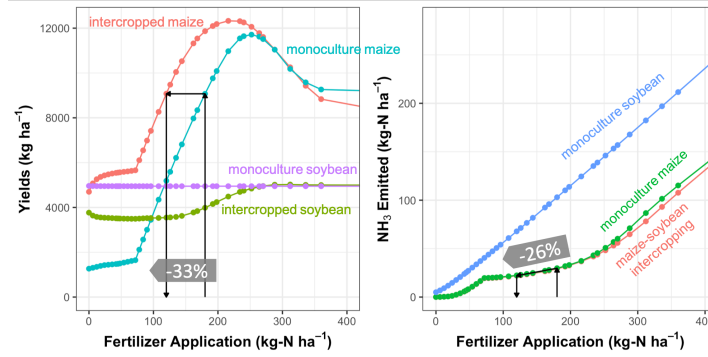 intercropped maize
monoculture maize
monoculture soybean
intercropped soybean
-33%
12000
8000
4000
0
Yields (kg ha⁻¹)
0 100 200 300 400
Fertilizer Application (kg-N ha⁻¹)
monoculture soybean
monoculture maize
maize-soybean
intercropping
-26%
200
100
0
NH₃ Emitted (kg-N ha⁻¹)
0 100 200 300 400
Fertilizer Application (kg-N ha⁻¹)